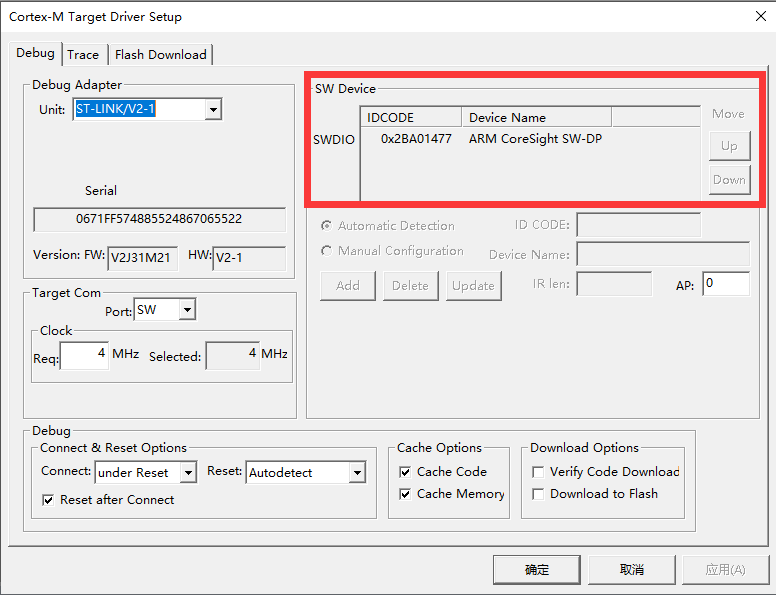 Cortex-M Target Driver Setup
Debug Trace Flash Download
Debug Adapter
Unit: ST-LINK/V2-1
Serial
0671FF574885524867065522
Version: FW: V2J31M21 HW: V2-1
Target Com
Port: SW
Clock
Req: 4 MHz Selected: 4 MHz
SW Device
IDCODE Device Name Move
SWDIO 0x2BA01477 ARM CoreSight SW-DP
Up
Down
Automatic Detection ID CODE:
Manual Configuration Device Name:
Add Delete Update IR len: AP: 0
Debug
Connect & Reset Options
Connect: under Reset Reset: Autodetect
Reset after Connect
Cache Options
Cache Code
Cache Memory
Download Options
Verify Code Download
Download to Flash
确定 取消 应用(A)